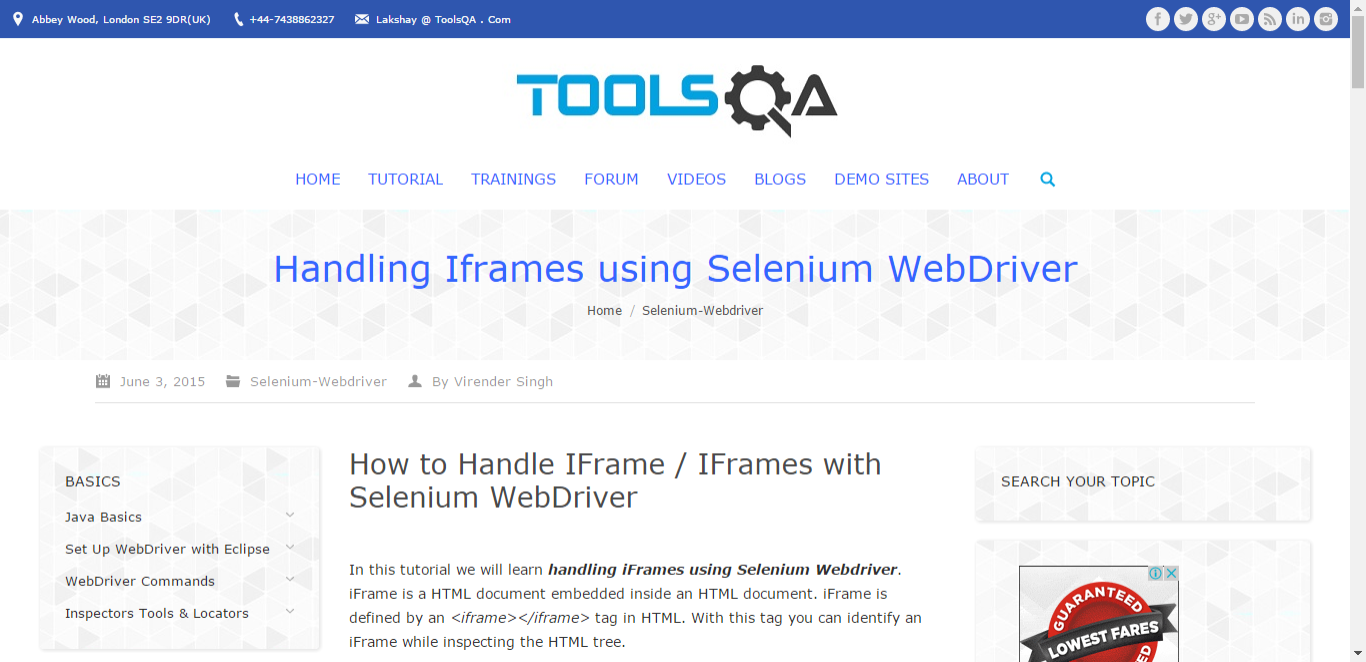 Abbey Wood, London SE2 9DR(UK) +44-7438862327 Lakshay @ ToolsQA . Com
TOOLSQA
HOME TUTORIAL TRAININGS FORUM VIDEOS BLOGS DEMO SITES ABOUT
Handling Iframes using Selenium WebDriver
Home / Selenium-Webdriver
June 3, 2015 Selenium-Webdriver By Virender Singh
BASICS
Java Basics
Set Up WebDriver with Eclipse
WebDriver Commands
Inspectors Tools & Locators
How to Handle IFrame / IFrames with
Selenium WebDriver
In this tutorial we will learn handling iFrames using Selenium Webdriver.
iFrame is a HTML document embedded inside an HTML document. iFrame is
defined by an <iframe></iframe> tag in HTML. With this tag you can identify an
iFrame while inspecting the HTML tree.
SEARCH YOUR TOPIC
GUARANTEED
LOWEST FARES